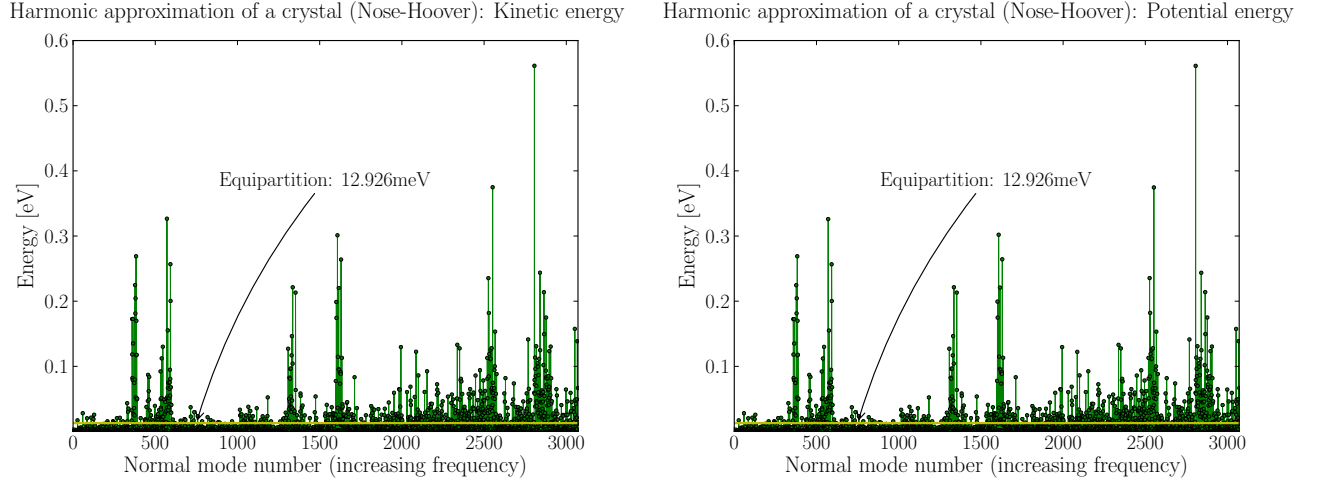 Harmonic approximation of a crystal (Nose-Hoover): Kinetic energy
0.6
0.5
0.4
0.3
0.2
0.1
Energy [eV]
Equipartition: 12.926meV
0 500 1000 1500 2000 2500 3000
Normal mode number (increasing frequency)
Harmonic approximation of a crystal (Nose-Hoover): Potential energy
0.6
0.5
0.4
0.3
0.2
0.1
Energy [eV]
Equipartition: 12.926meV
0 500 1000 1500 2000 2500 3000
Normal mode number (increasing frequency)